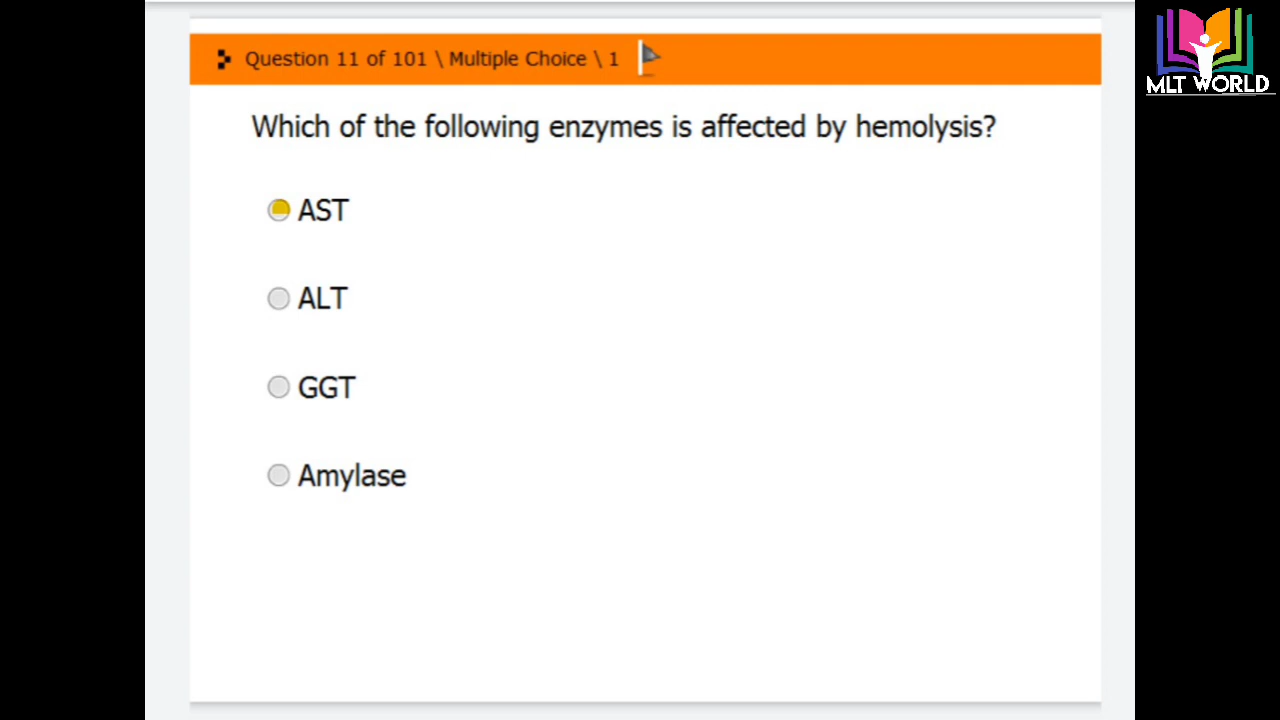 Question 11 of 101 \ Multiple Choice \ 1
MLT WORLD
Which of the following enzymes is affected by hemolysis?
AST
ALT
GGT
Amylase